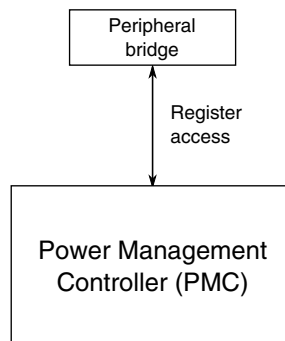 Peripheral
bridge
Register
access
Power Management
Controller (PMC)